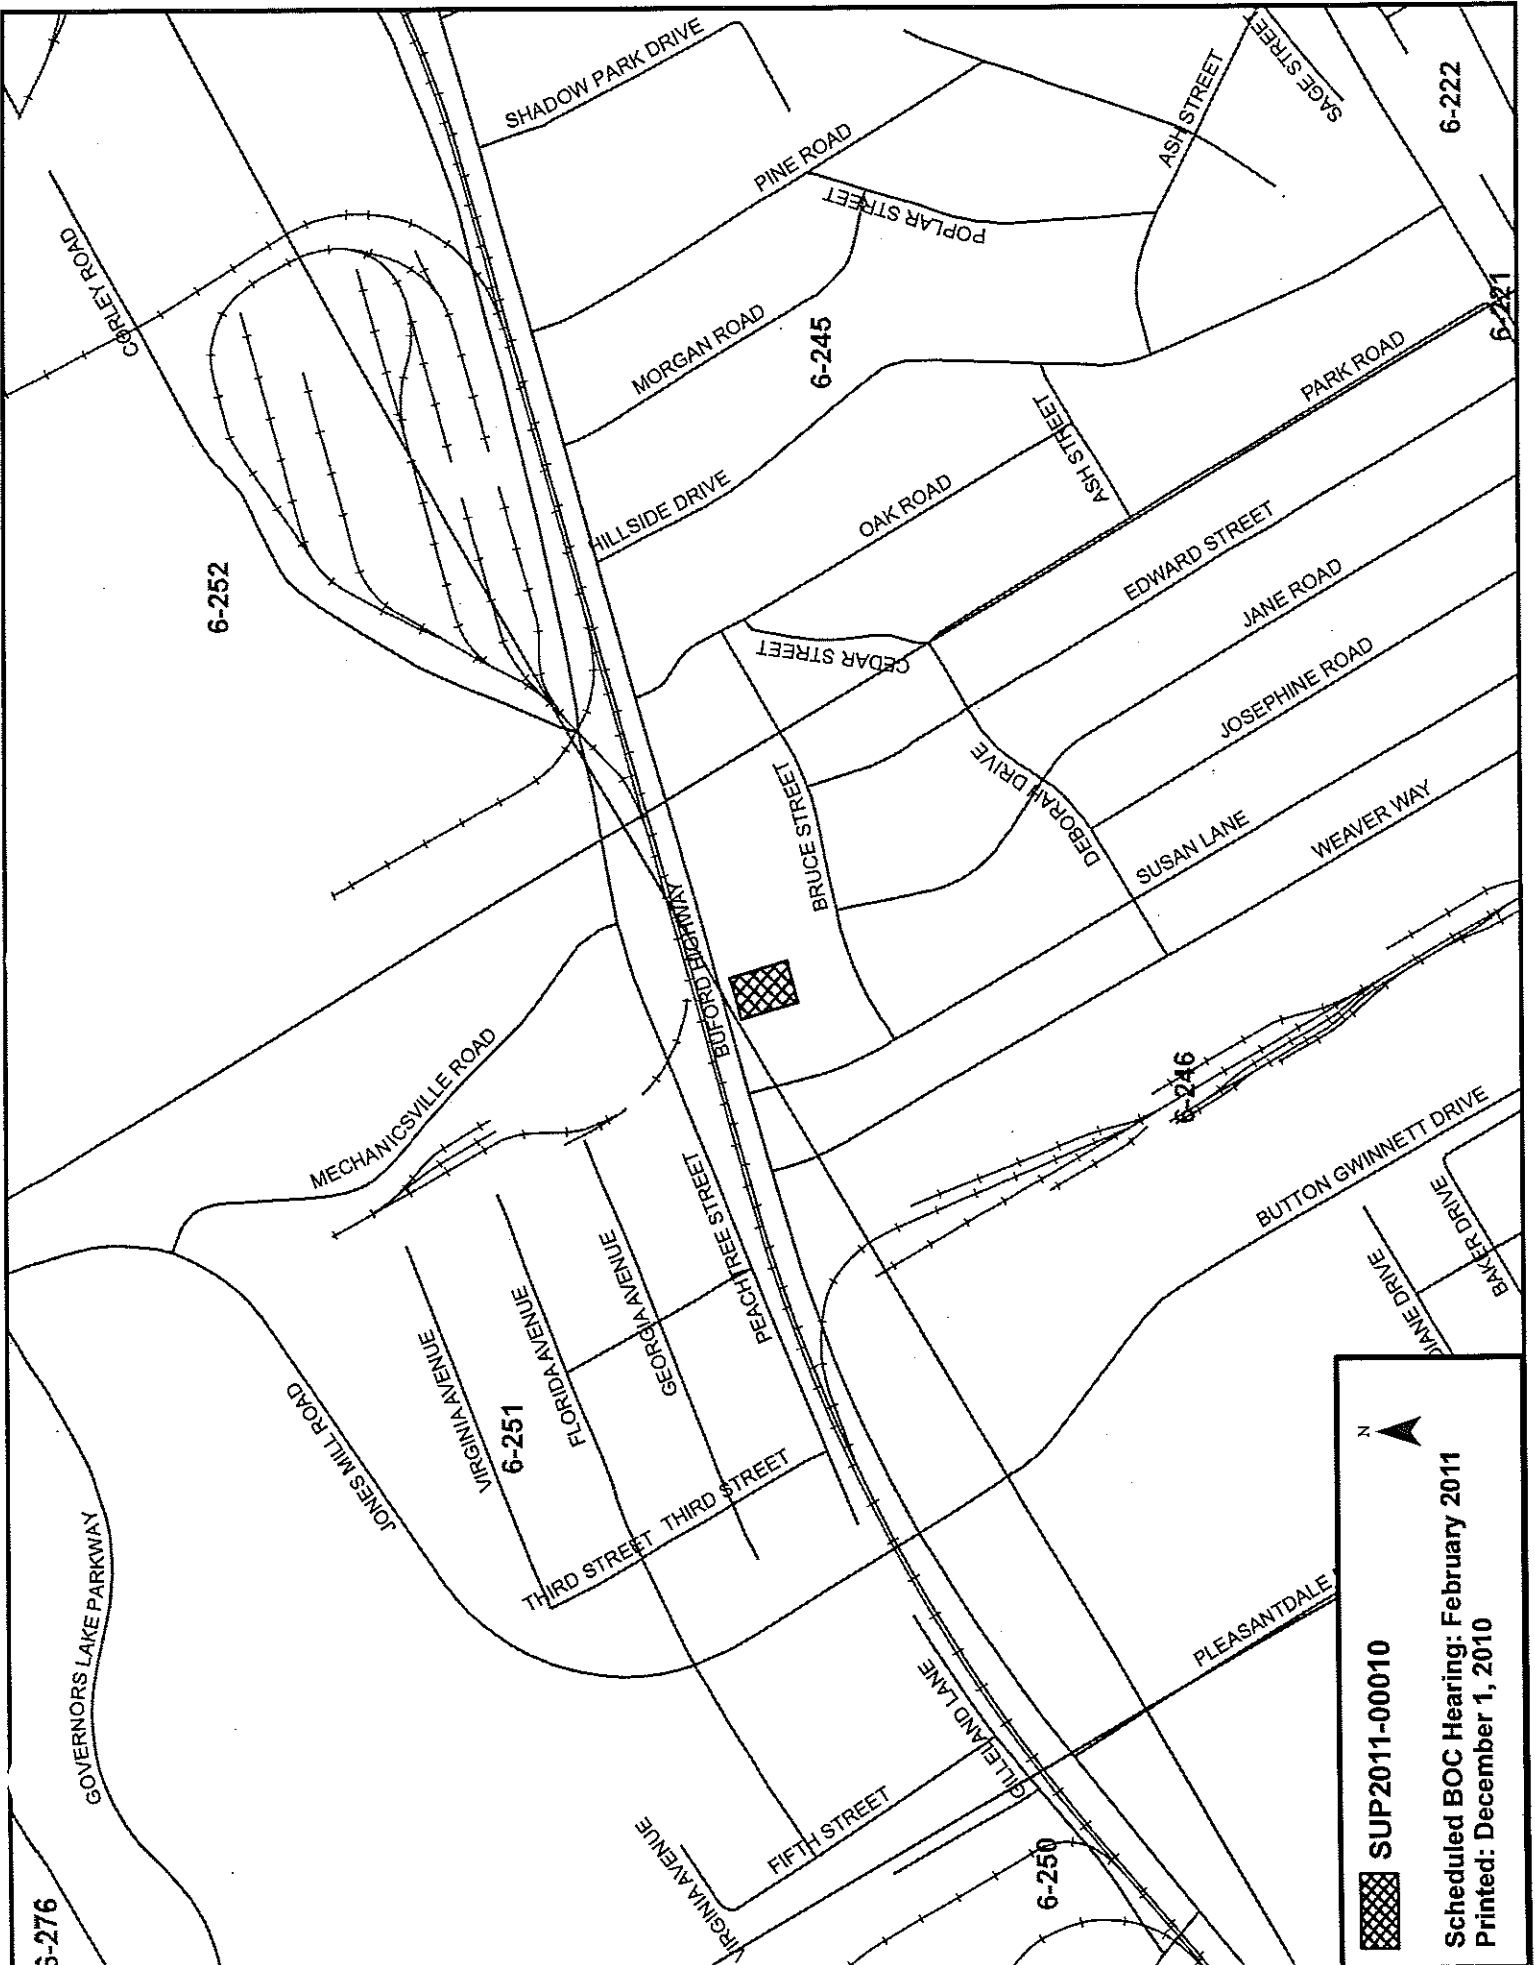 6-276
GOVERNORS LAKE PARKWAY
CORLEY ROAD
6-252
MECHANICSVILLE ROAD
JONES MILL ROAD
VIRGINIA AVENUE
6-251
FLORIDA AVENUE
GEORGIA AVENUE
THIRD STREET
THIRD STREET
PEACHTREE STREET
BUFORD HIGHWAY
VIRGINIA AVENUE
FIFTH STREET
GILLELAND LANE
6-250
PLEASANTDALE
SHADOW PARK DRIVE
PINE ROAD
POPLAR STREET
ASH STREET
SAGE STREET
6-222
MORGAN ROAD
6-245
HILLSIDE DRIVE
OAK ROAD
ASH STREET
PARK ROAD
6-221
CEDAR STREET
EDWARD STREET
JANE ROAD
JOSEPHINE ROAD
BRUCE STREET
DEBORAH DRIVE
SUSAN LANE
WEAVER WAY
6-246
BUTTON GWINNETT DRIVE
BAKER DRIVE
DIANE DRIVE
SUP2011-00010
N
Scheduled BOC Hearing: February 2011
Printed: December 1, 2010